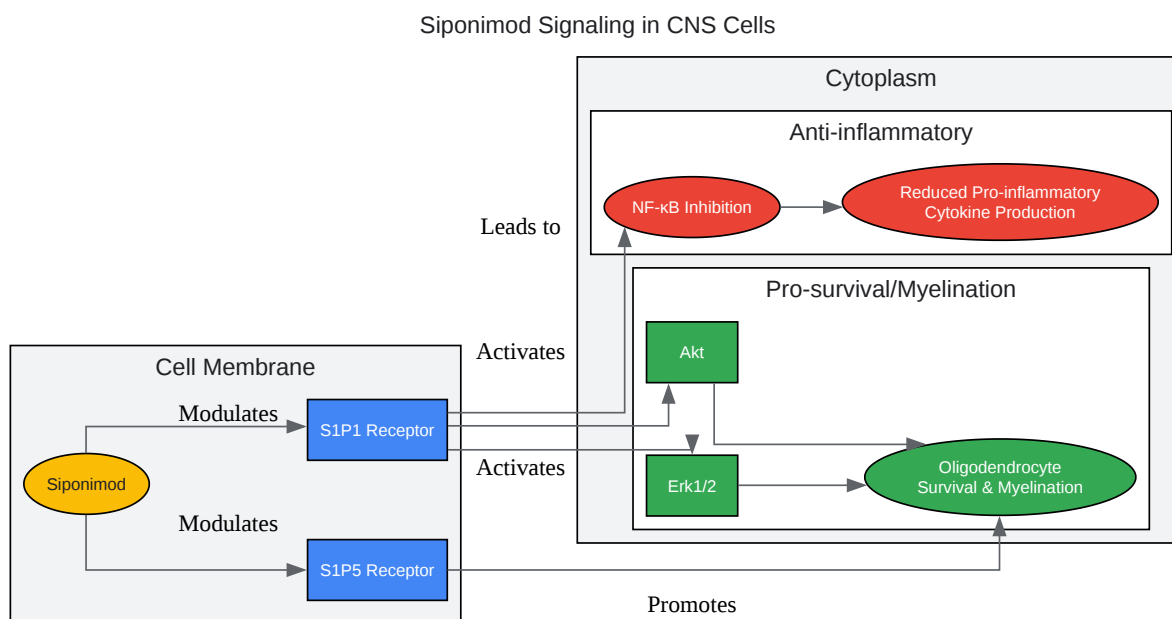 Siponimod Signaling in CNS Cells
Cytoplasm
Anti-inflammatory
NF-κB Inhibition
Reduced Pro-inflammatory
Cytokine Production
Leads to
Pro-survival/Myelination
Akt
Activates
Cell Membrane
Modulates
S1P1 Receptor
Activates
Siponimod
Erk1/2
Oligodendrocyte
Survival & Myelination
Modulates
S1P5 Receptor
Promotes